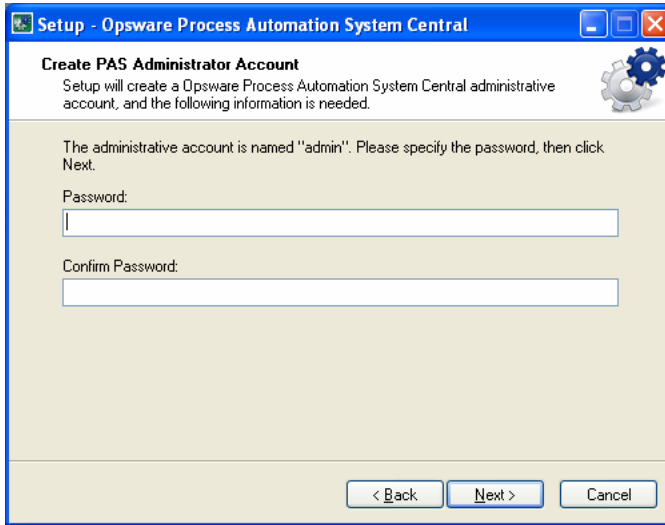 Setup - Opsware Process Automation System Central
Create PAS Administrator Account
Setup will create a Opsware Process Automation System Central administrative
account, and the following information is needed.
The administrative account is named "admin". Please specify the password, then click
Next.
Password:
Confirm Password:
< Back Next > Cancel